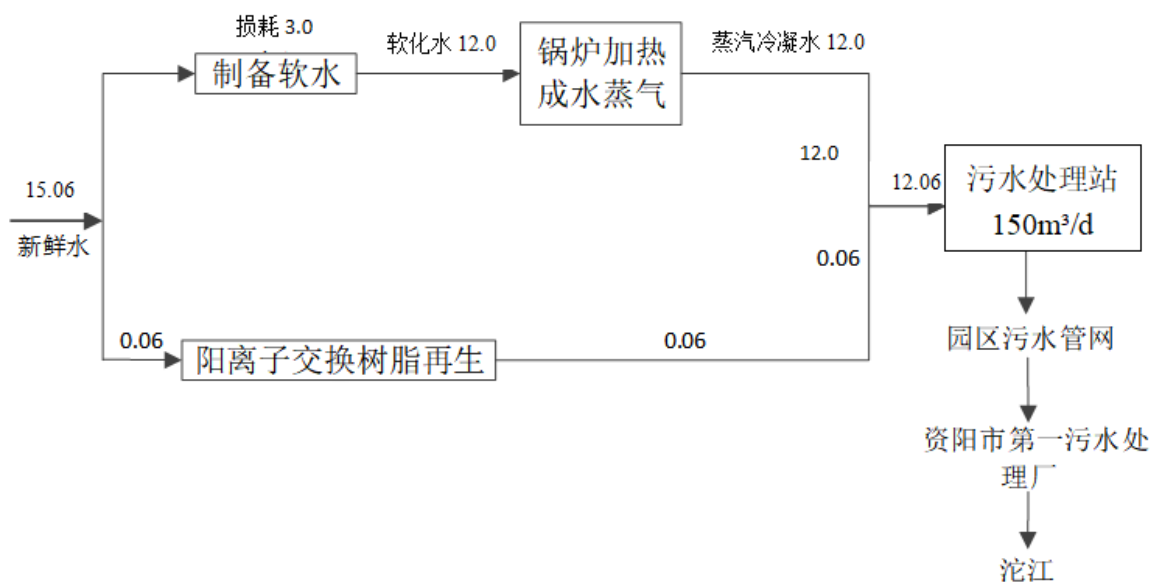 损耗 3.0
制备软水
软化水 12.0
锅炉加热
成水蒸气
蒸汽冷凝水 12.0
12.0
15.06
新鲜水
12.06
污水处理站
150m³/d
0.06
0.06
阳离子交换树脂再生
0.06
园区污水管网
资阳市第一污水处
理厂
沱江